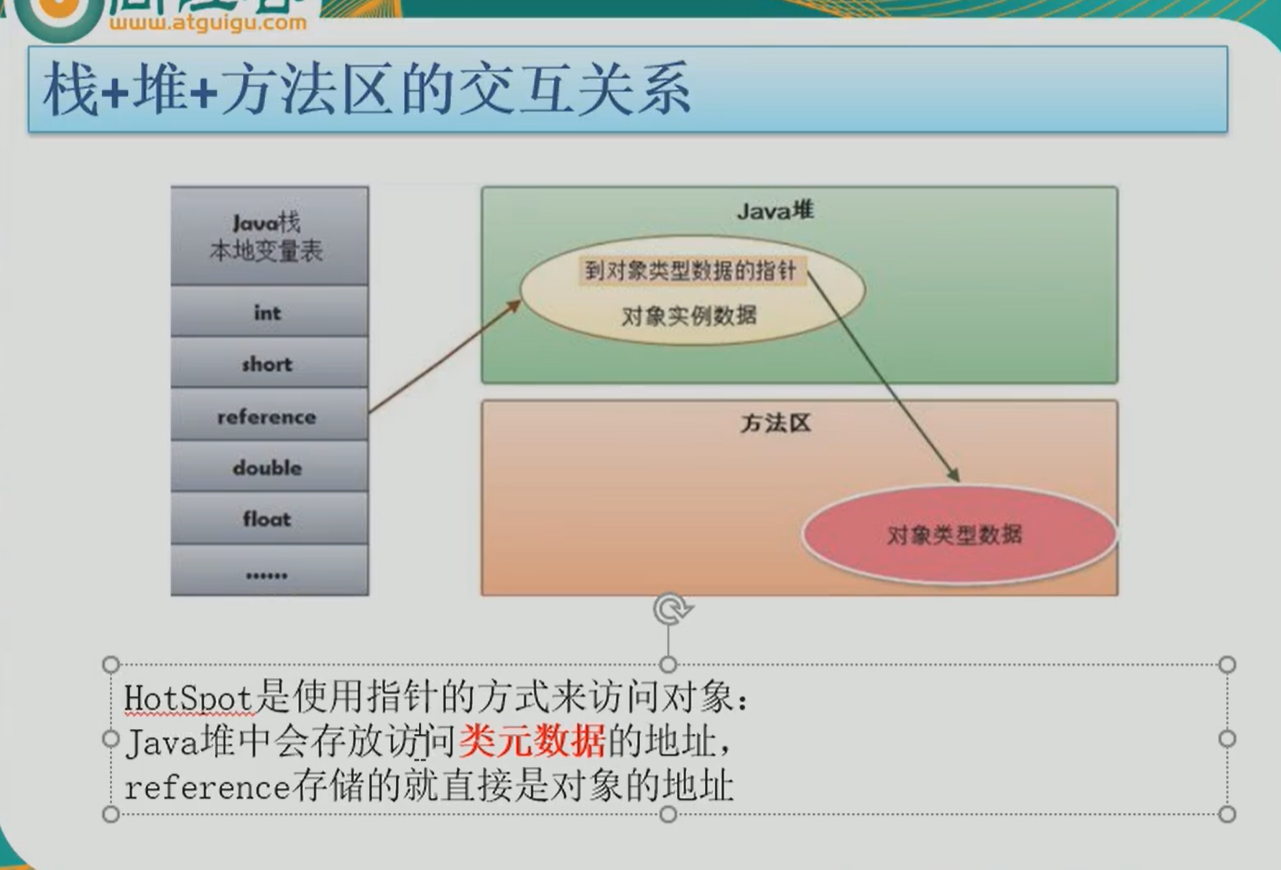 www.atguigu.com
栈+堆+方法区的交互关系
Java栈
本地变量表
int
short
reference
double
float
......
Java堆
到对象类型数据的指针
对象实例数据
方法区
对象类型数据
HotSpot是使用指针的方式来访问对象：
Java堆中会存放访问类元数据的地址，
reference存储的就直接是对象的地址